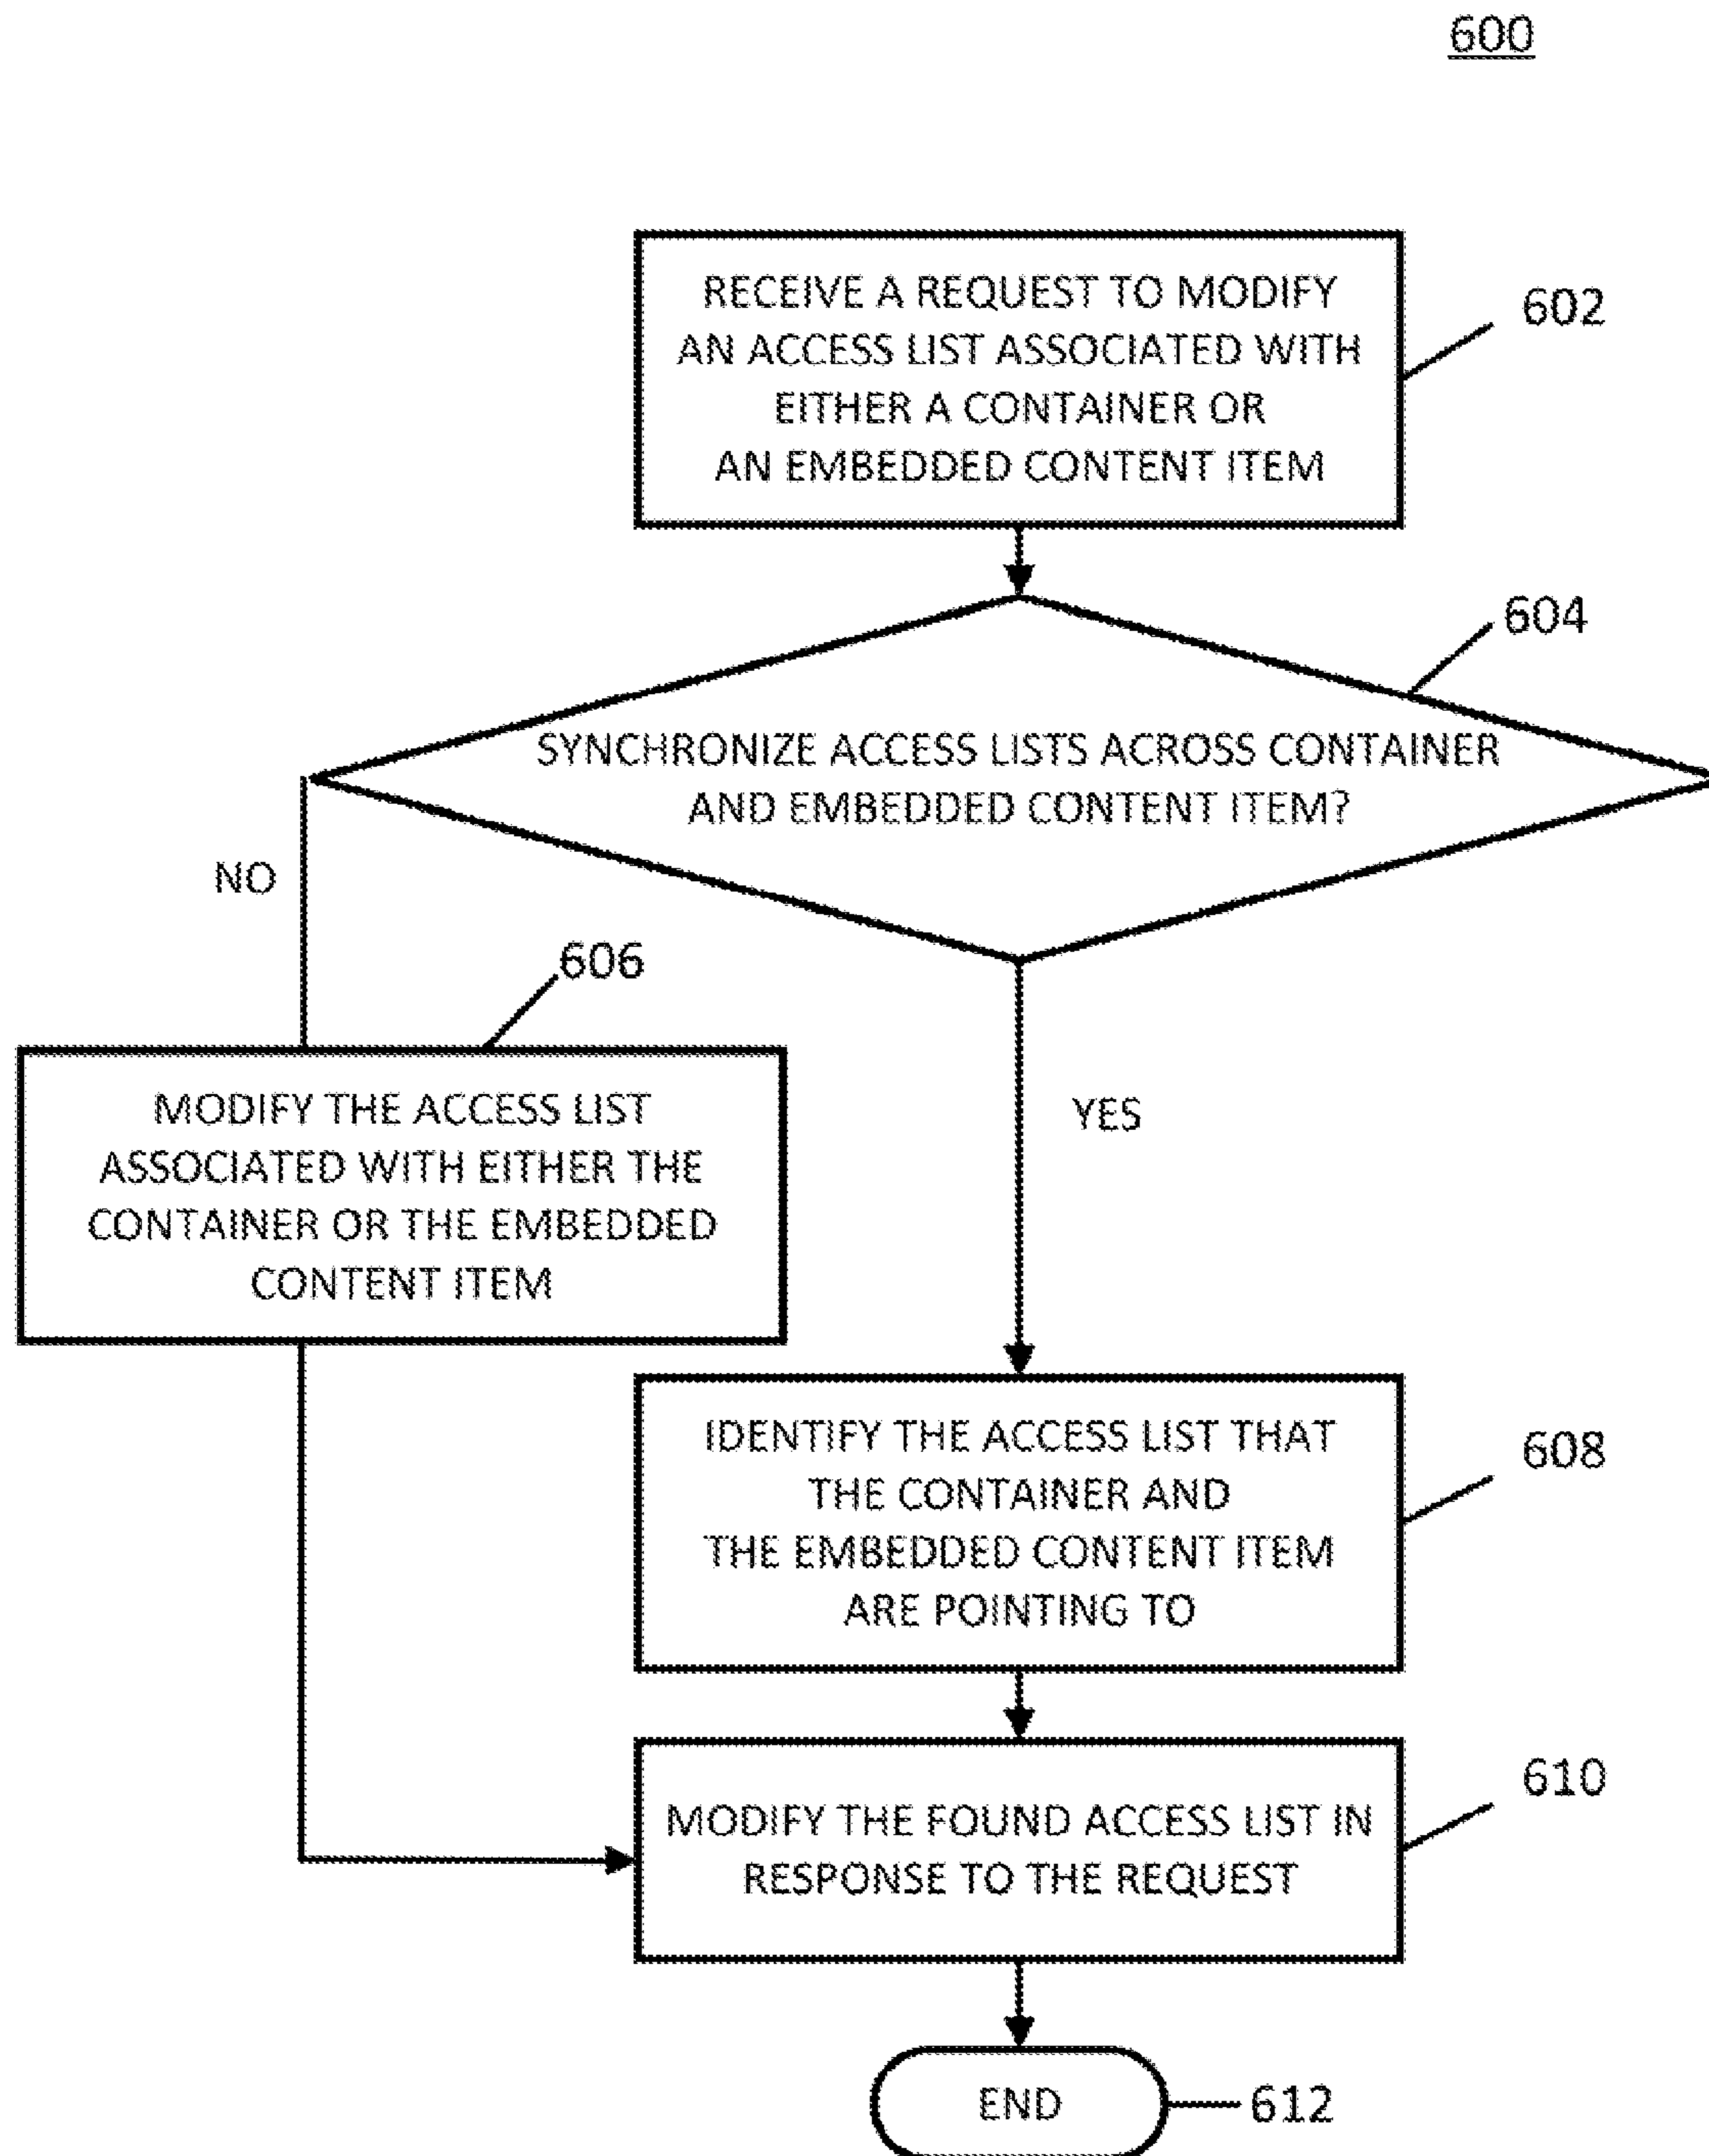 600
RECEIVE A REQUEST TO MODIFY
AN ACCESS LIST ASSOCIATED WITH
EITHER A CONTAINER OR
AN EMBEDDED CONTENT ITEM
602
604
SYNCHRONIZE ACCESS LISTS ACROSS CONTAINER
AND EMBEDDED CONTENT ITEM?
NO
606
MODIFY THE ACCESS LIST
ASSOCIATED WITH EITHER THE
CONTAINER OR THE EMBEDDED
CONTENT ITEM
YES
IDENTIFY THE ACCESS LIST THAT
THE CONTAINER AND
THE EMBEDDED CONTENT ITEM
ARE POINTING TO
608
MODIFY THE FOUND ACCESS LIST IN
RESPONSE TO THE REQUEST
610
END
612